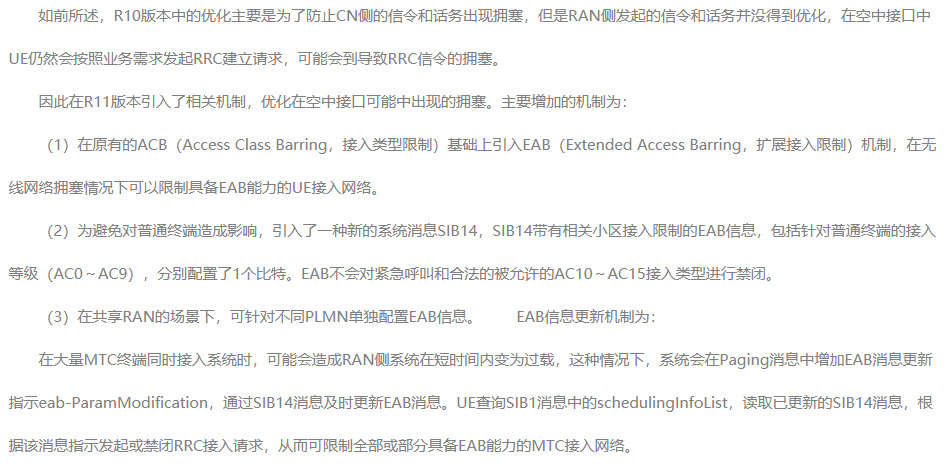 如前所述，R10版本中的优化主要是为了防止CN侧的信令和话务出现拥塞，但是RAN侧发起的信令和话务并没得到优化，在空中接口中
UE仍然会按照业务需求发起RRC建立请求，可能会到导致RRC信令的拥塞。
因此在R11版本引入了相关机制，优化在空中接口可能中出现的拥塞。主要增加的机制为：
（1）在原有的ACB（Access Class Barring，接入类型限制）基础上引入EAB（Extended Access Barring，扩展接入限制）机制，在无
线网络拥塞情况下可以限制具备EAB能力的UE接入网络。
（2）为避免对普通终端造成影响，引入了一种新的系统消息SIB14，SIB14带有相关小区接入限制的EAB信息，包括针对普通终端的接入
等级（AC0～AC9），分别配置了1个比特。EAB不会对紧急呼叫和合法的被允许的AC10～AC15接入类型进行禁闭。
（3）在共享RAN的场景下，可针对不同PLMN单独配置EAB信息。 EAB信息更新机制为：
在大量MTC终端同时接入系统时，可能会造成RAN侧系统在短时间内变为过载，这种情况下，系统会在Paging消息中增加EAB消息更新
指示eab-ParamModification，通过SIB14消息及时更新EAB消息。UE查询SIB1消息中的schedulingInfoList，读取已更新的SIB14消息，根
据该消息指示发起或禁闭RRC接入请求，从而可限制全部或部分具备EAB能力的MTC接入网络。